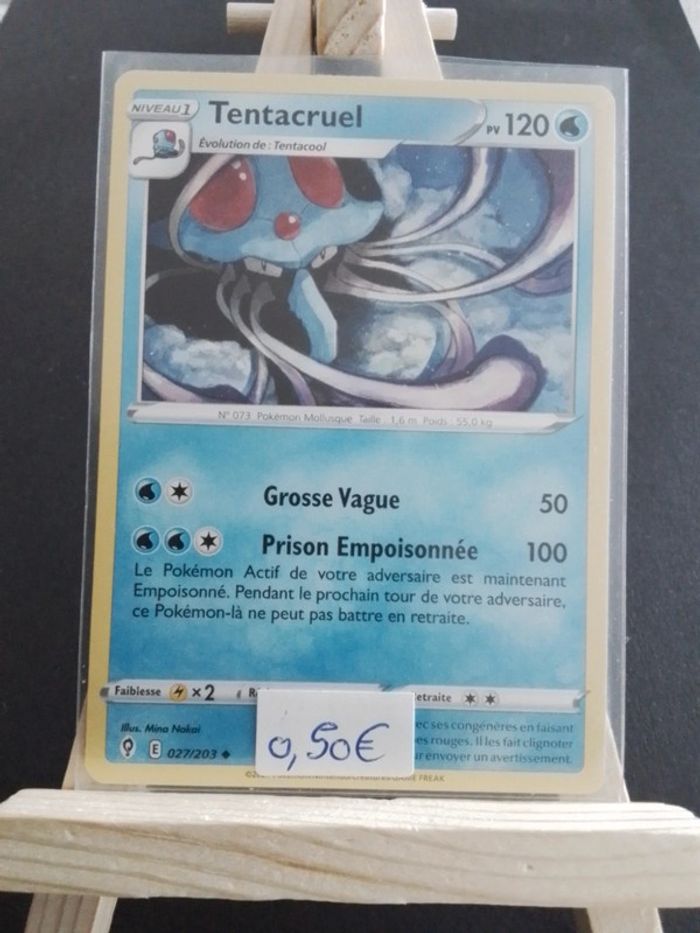 NIVEAU 1
Tentacruel
PV 120
Évolution de : Tentacool
N° 073 Pokémon Mollusque Taille : 1,6 m Poids : 55,0 kg
Grosse Vague 50
Prison Empoisonnée 100
Le Pokémon Actif de votre adversaire est maintenant
Empoisonné. Pendant le prochain tour de votre adversaire,
ce Pokémon-là ne peut pas battre en retraite.
Faiblesse ×2
etraite
Illus. Mina Nakai
E 027/203
0,50€
ses congénères en faisant
rouges. Il les fait clignoter
envoyer un avertissement.
FREAK